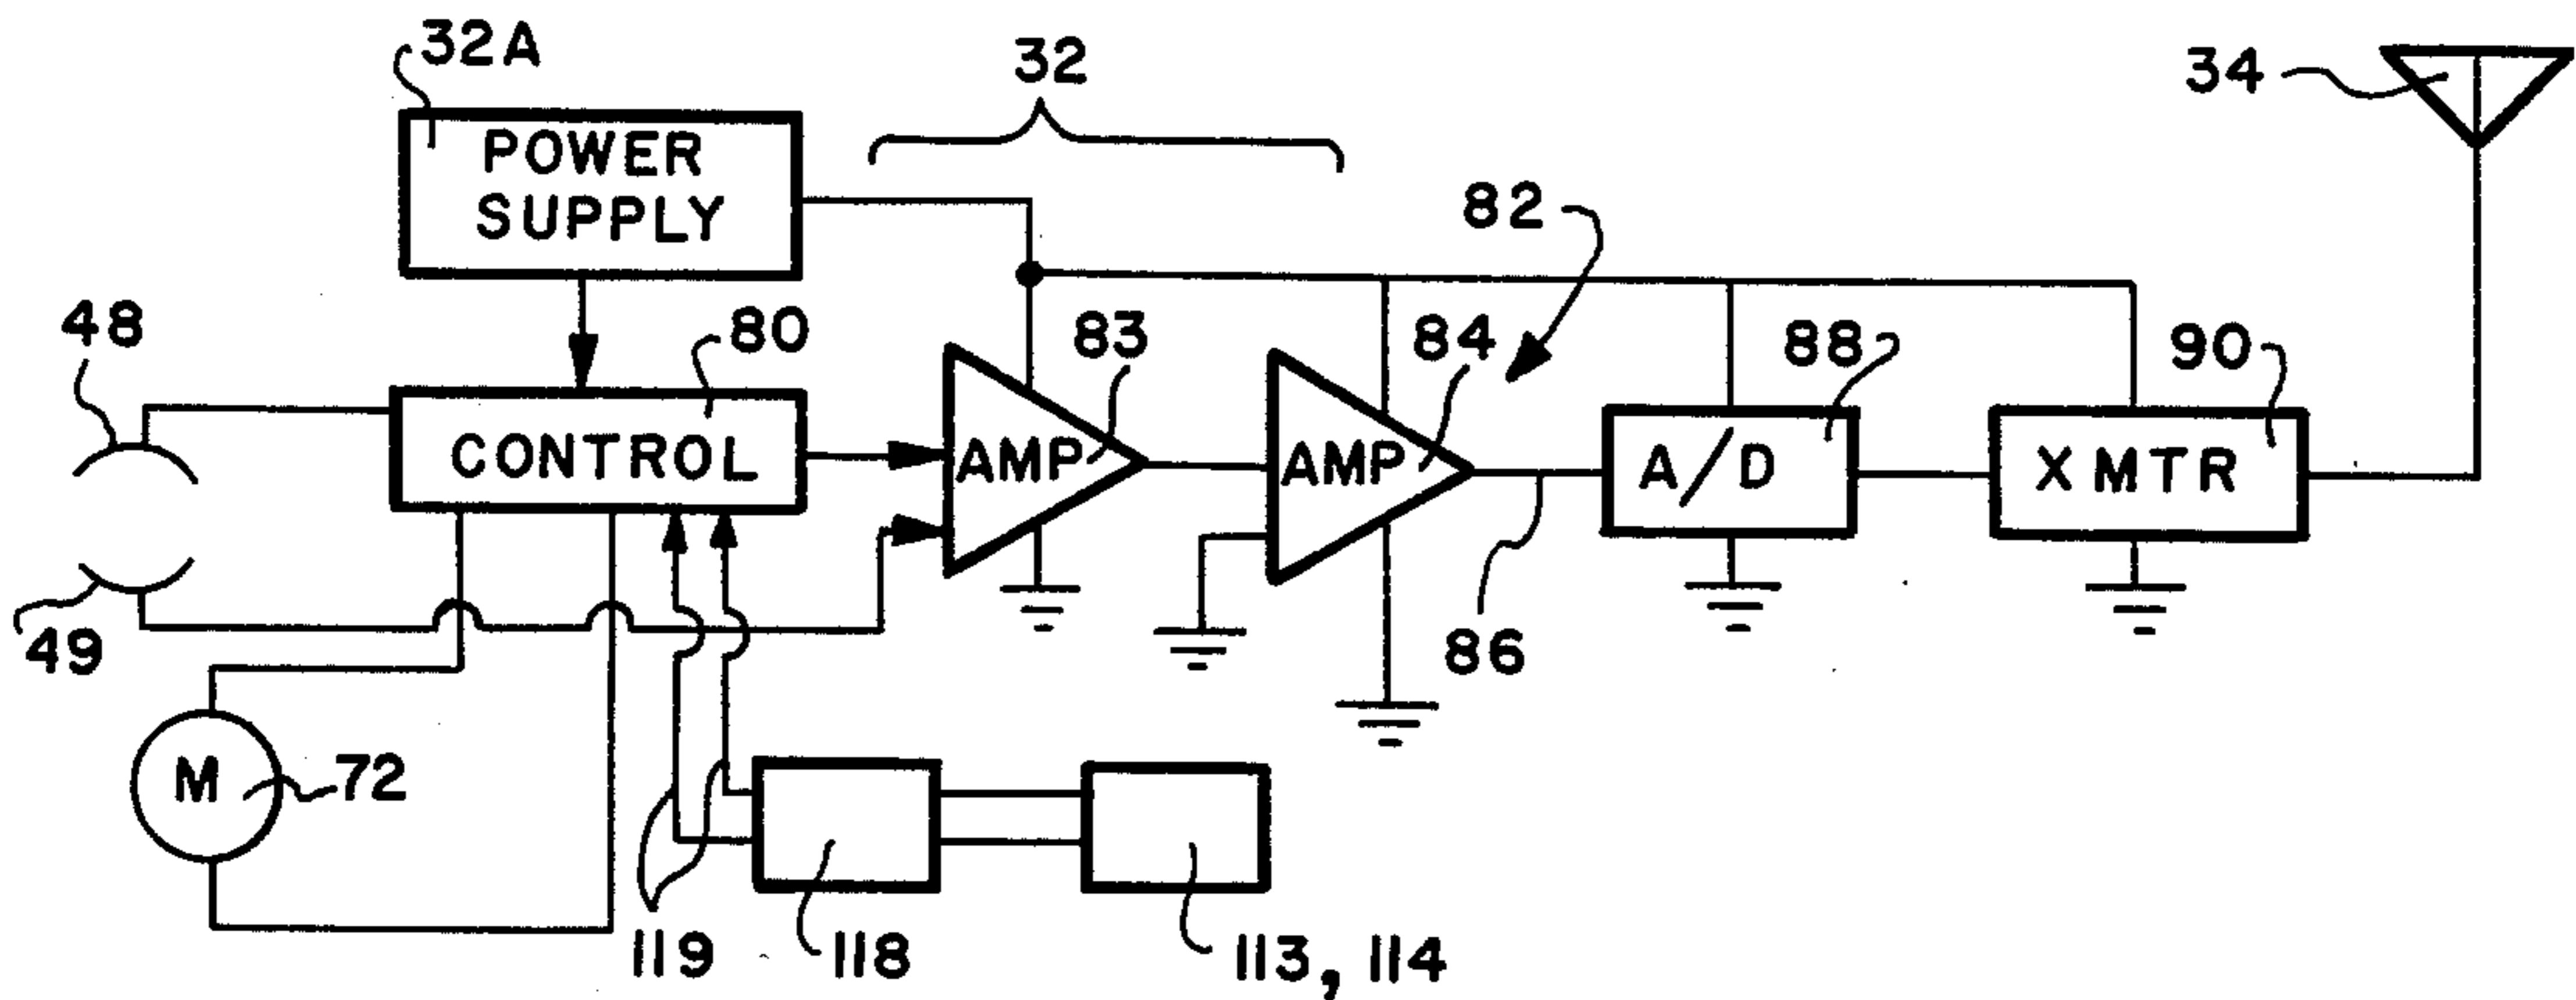 32A
32
34
POWER
SUPPLY
82
48
80
83
84
88
90
CONTROL
AMP
AMP
A/D
XMTR
49
86
M
72
119
118
113, 114